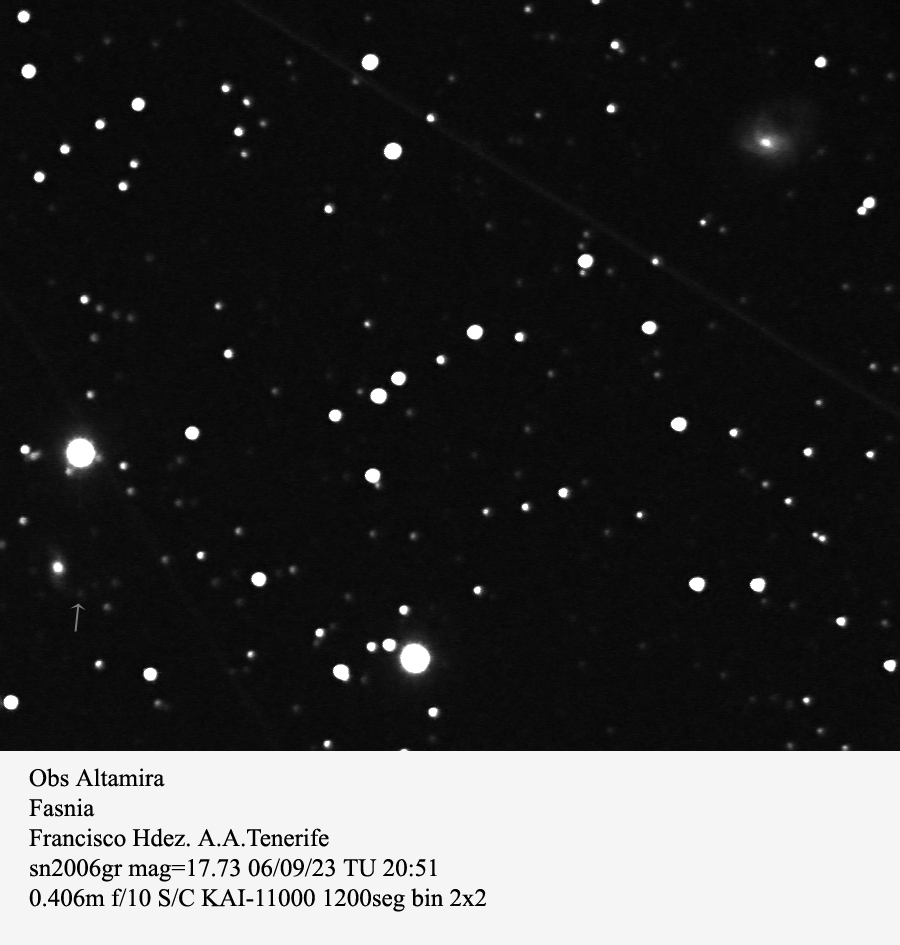 Obs Altamira
Fasnia
Francisco Hdez. A.A.Tenerife
sn2006gr mag=17.73 06/09/23 TU 20:51
0.406m f/10 S/C KAI-11000 1200seg bin 2x2